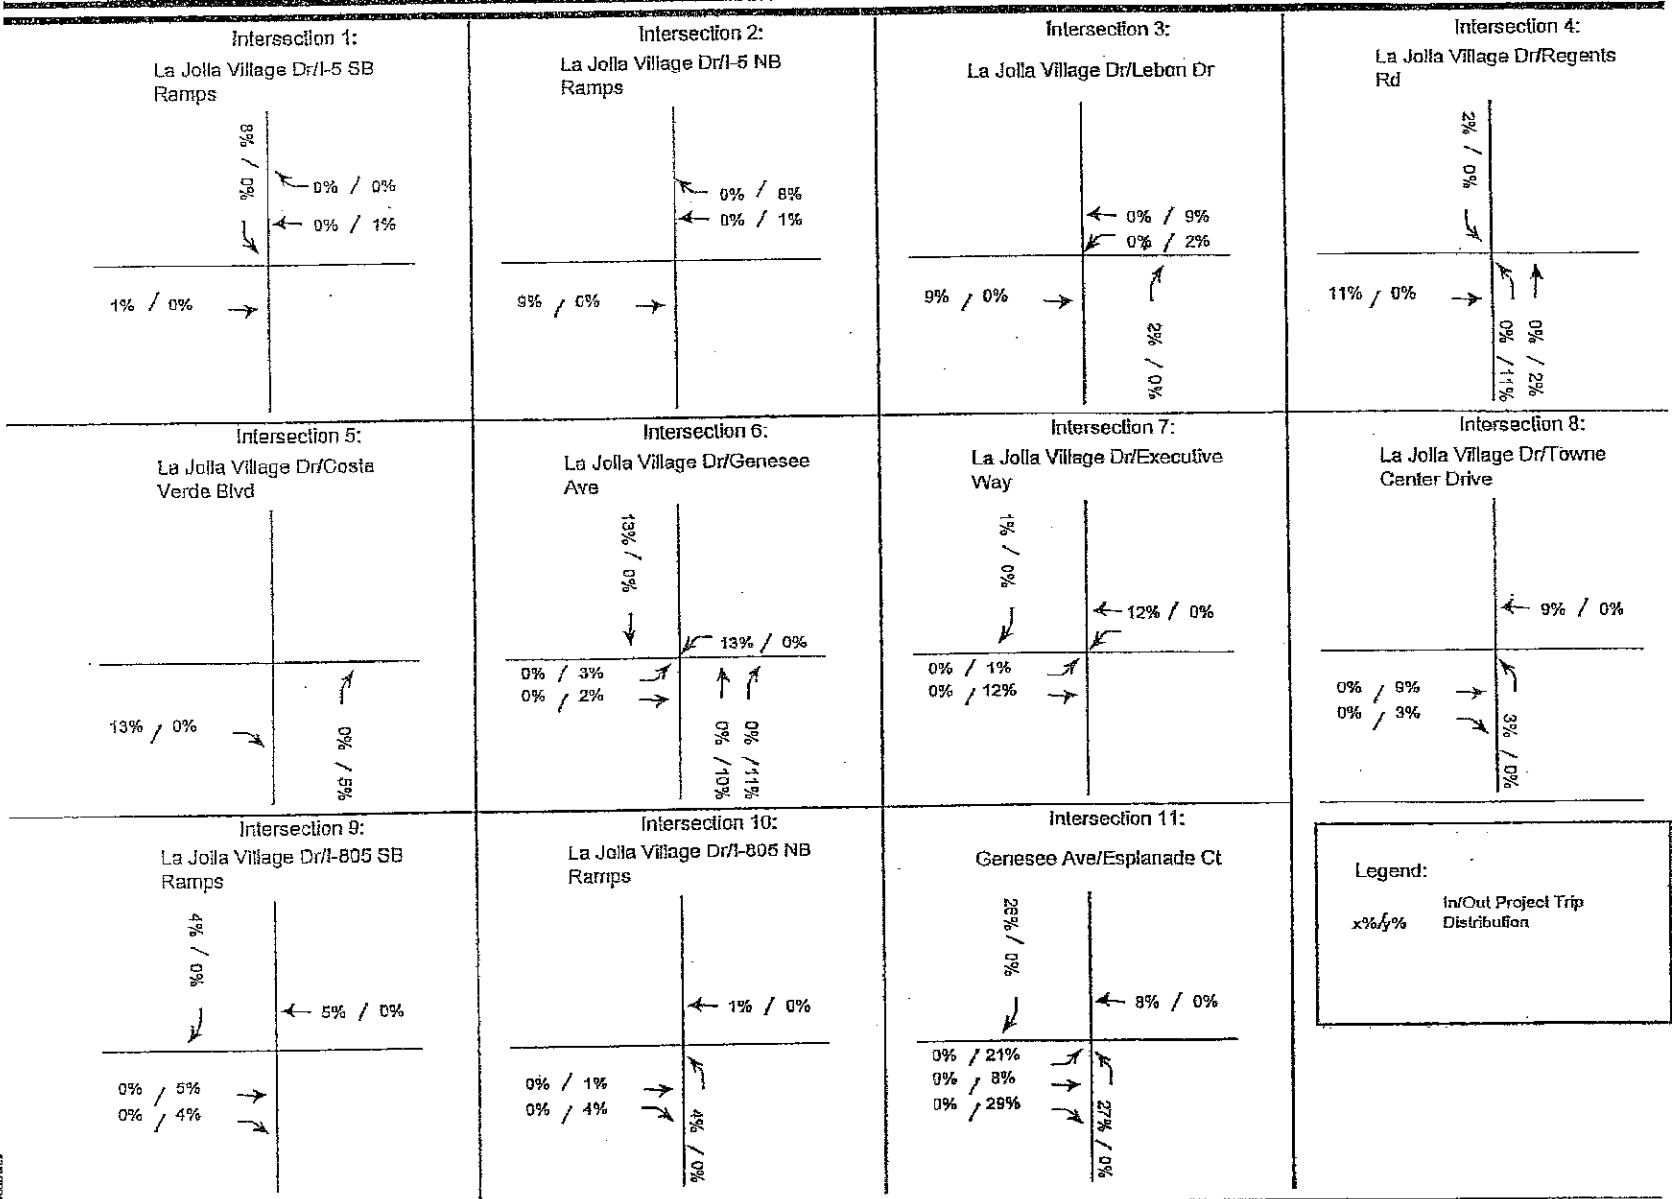 Intersection 1:
La Jolla Village Dr/I-5 SB
Ramps
8% / 0%
0% / 0%
0% / 1%
1% / 0%
Intersection 2:
La Jolla Village Dr/I-5 NB
Ramps
0% / 8%
0% / 1%
9% / 0%
Intersection 3:
La Jolla Village Dr/Lebon Dr
0% / 9%
0% / 2%
9% / 0%
2% / 0%
Intersection 4:
La Jolla Village Dr/Regents
Rd
2% / 0%
11% / 0%
0% / 11%
0% / 2%
Intersection 5:
La Jolla Village Dr/Costa
Verde Blvd
13% / 0%
0% / 5%
Intersection 6:
La Jolla Village Dr/Genesee
Ave
13% / 0%
13% / 0%
0% / 3%
0% / 2%
0% / 10%
0% / 11%
Intersection 7:
La Jolla Village Dr/Executive
Way
1% / 0%
12% / 0%
0% / 1%
0% / 12%
Intersection 8:
La Jolla Village Dr/Towne
Center Drive
9% / 0%
0% / 9%
0% / 3%
3% / 0%
Intersection 9:
La Jolla Village Dr/I-805 SB
Ramps
4% / 0%
5% / 0%
0% / 5%
0% / 4%
Intersection 10:
La Jolla Village Dr/I-805 NB
Ramps
1% / 0%
0% / 1%
0% / 4%
4% / 0%
Intersection 11:
Genesee Ave/Esplanade Ct
8% / 0%
0% / 21%
0% / 8%
0% / 29%
27% / 0%
Legend:
x%/y%
In/Out Project Trip
Distribution